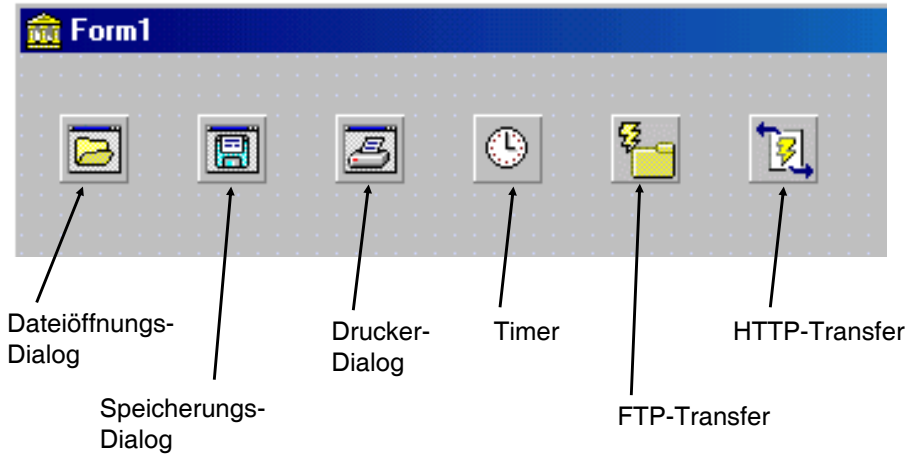 Form1
Dateiöffnungs-
Dialog
Speicherungs-
Dialog
Drucker-
Dialog
Timer
FTP-Transfer
HTTP-Transfer